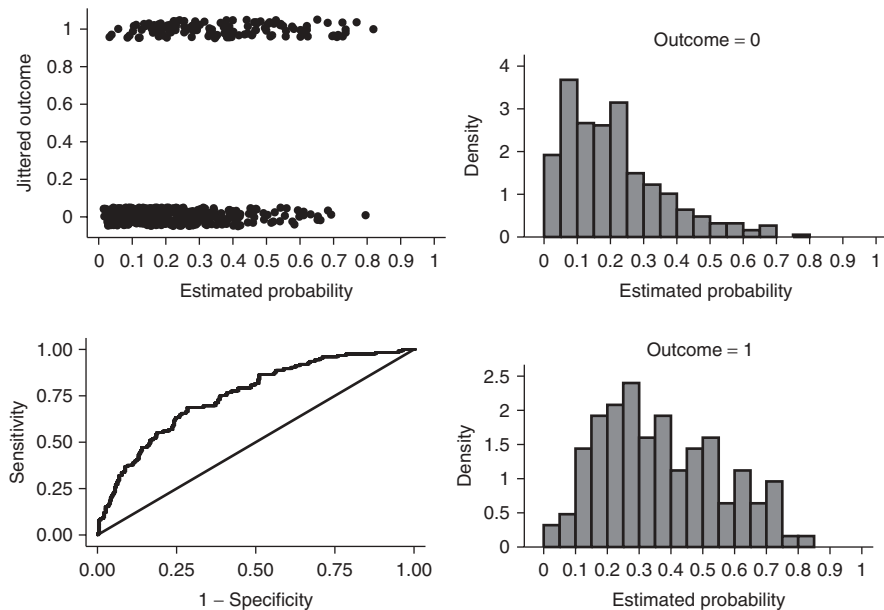 Jittered outcome
1
0.8
0.6
0.4
0.2
0
0 0.1 0.2 0.3 0.4 0.5 0.6 0.7 0.8 0.9 1
Estimated probability
Outcome = 0
Density
4
3
2
1
0
0 0.1 0.2 0.3 0.4 0.5 0.6 0.7 0.8 0.9 1
Estimated probability
Sensitivity
1.00
0.75
0.50
0.25
0.00
0.00 0.25 0.50 0.75 1.00
1 – Specificity
Outcome = 1
Density
2.5
2
1.5
1
0.5
0
0 0.1 0.2 0.3 0.4 0.5 0.6 0.7 0.8 0.9 1
Estimated probability